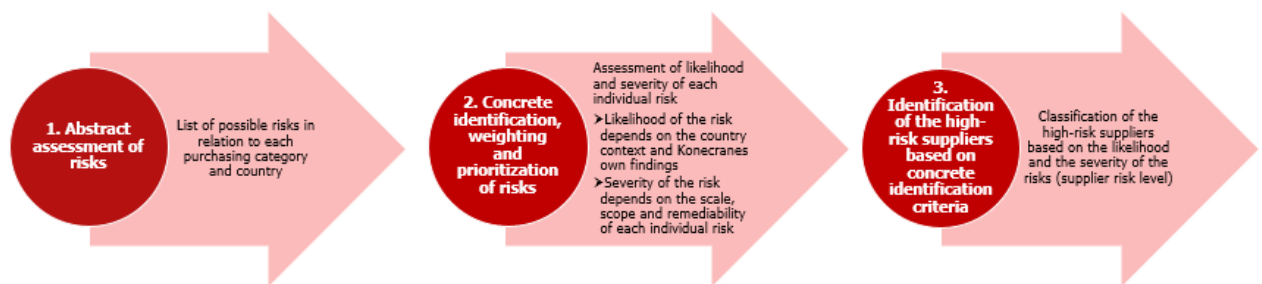 1. Abstract
assessment of
risks
List of possible risks in
relation to each
purchasing category
and country
2. Concrete
identification,
weighting
and
prioritization
of risks
Assessment of likelihood
and severity of each
individual risk
➤Likelihood of the risk
depends on the country
context and Konecranes
own findings
➤Severity of the risk
depends on the scale,
scope and remediability
of each individual risk
3.
Identification
of the high-
risk suppliers
based on
concrete
identification
criteria
Classification of the
high-risk suppliers
based on the likelihood
and the severity of the
risks (supplier risk level)